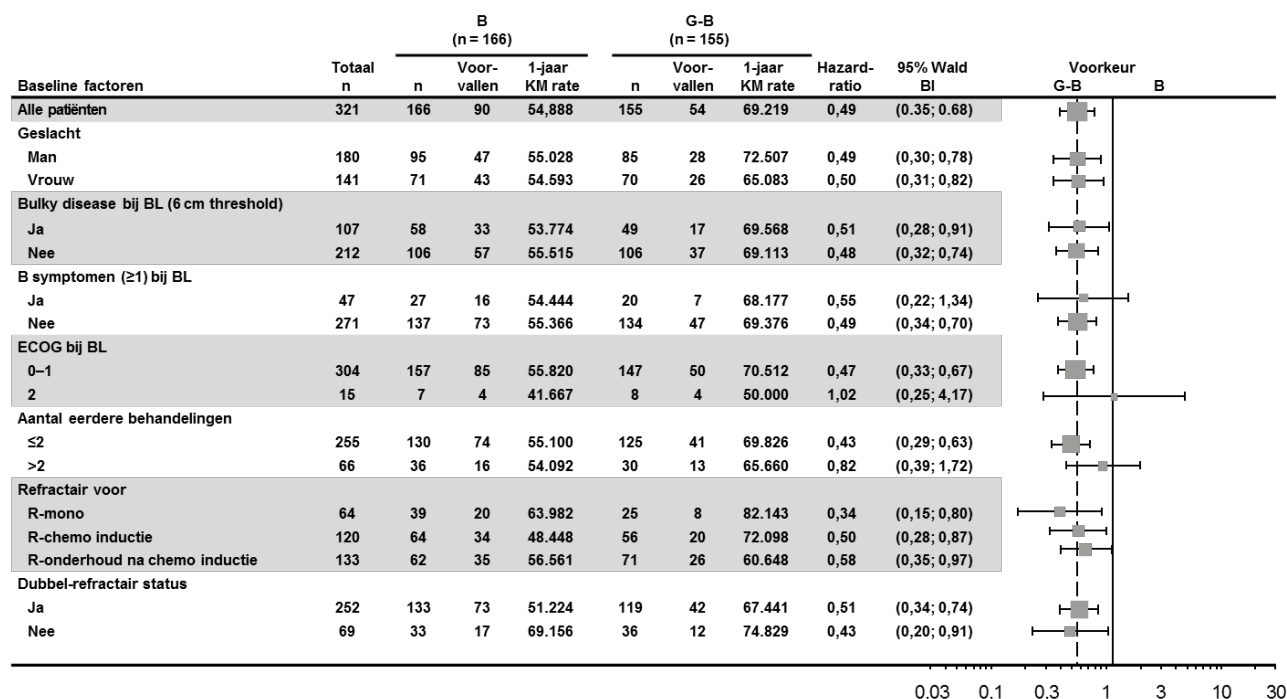 B G-B
(n = 166) (n = 155)
Totaal Voor- 1-jaar Voor- 1-jaar Hazard- 95% Wald Voorkeur
Baseline factoren n n vallen KM rate n vallen KM rate ratio BI G-B B
Alle patiënten 321 166 90 54,888 155 54 69.219 0,49 (0.35; 0.68)
Geslacht
Man 180 95 47 55.028 85 28 72.507 0,49 (0,30; 0,78)
Vrouw 141 71 43 54.593 70 26 65.083 0,50 (0,31; 0,82)
Bulky disease bij BL (6 cm threshold)
Ja 107 58 33 53.774 49 17 69.568 0,51 (0,28; 0,91)
Nee 212 106 57 55.515 106 37 69.113 0,48 (0,32; 0,74)
B symptomen (≥1) bij BL
Ja 47 27 16 54.444 20 7 68.177 0,55 (0,22; 1,34)
Nee 271 137 73 55.366 134 47 69.376 0,49 (0,34; 0,70)
ECOG bij BL
0–1 304 157 85 55.820 147 50 70.512 0,47 (0,33; 0,67)
2 15 7 4 41.667 8 4 50.000 1,02 (0,25; 4,17)
Aantal eerdere behandelingen
≤2 255 130 74 55.100 125 41 69.826 0,43 (0,29; 0,63)
>2 66 36 16 54.092 30 13 65.660 0,82 (0,39; 1,72)
Refractair voor
R-mono 64 39 20 63.982 25 8 82.143 0,34 (0,15; 0,80)
R-chemo inductie 120 64 34 48.448 56 20 72.098 0,50 (0,28; 0,87)
R-onderhoud na chemo inductie 133 62 35 56.561 71 26 60.648 0,58 (0,35; 0,97)
Dubbel-refractair status
Ja 252 133 73 51.224 119 42 67.441 0,51 (0,34; 0,74)
Nee 69 33 17 69.156 36 12 74.829 0,43 (0,20; 0,91)
0.03 0.1 0.3 1 3 10 30